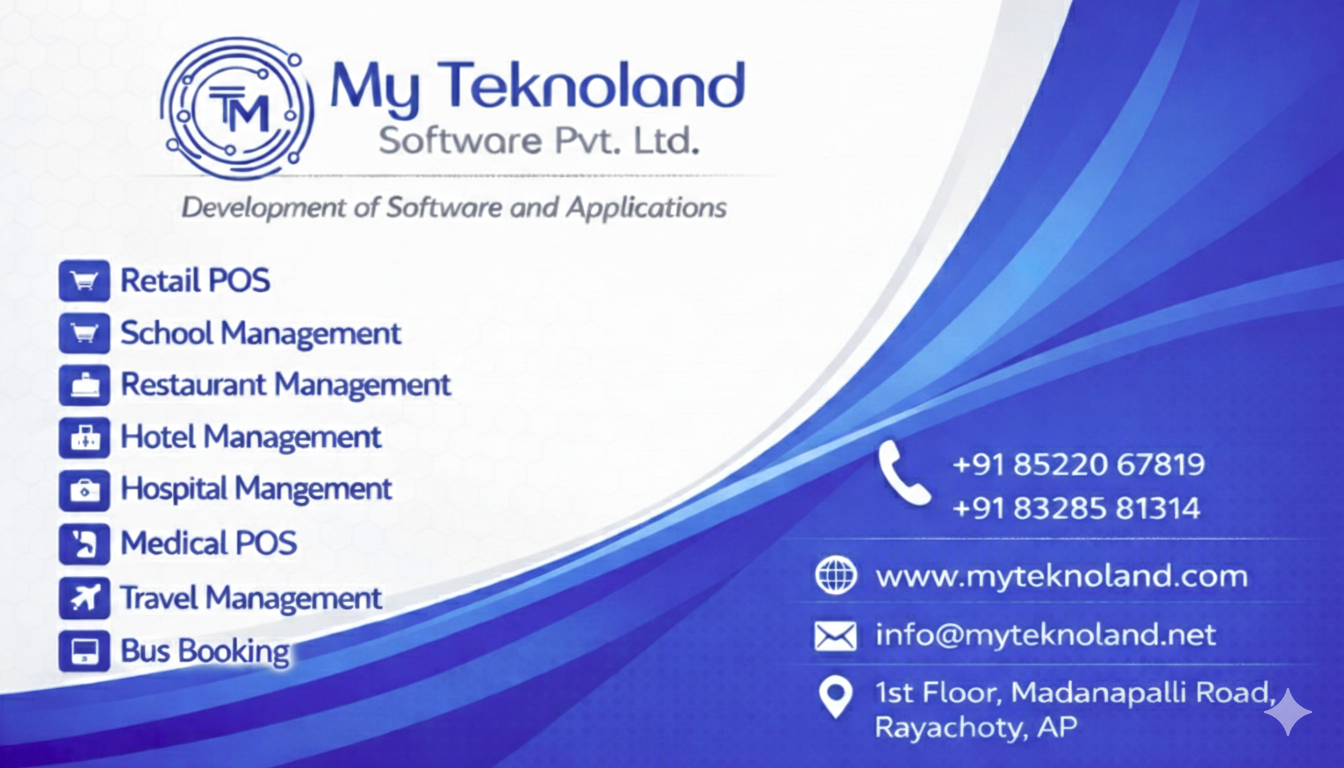 TM
My Teknoland
Software Pvt. Ltd.
Development of Software and Applications
Retail POS
School Management
Restaurant Management
Hotel Management
Hospital Mangement
Medical POS
Travel Management
Bus Booking
+91 85220 67819
+91 83285 81314
www.myteknoland.com
info@myteknoland.net
1st Floor, Madanapalli Road,
Rayachoty, AP